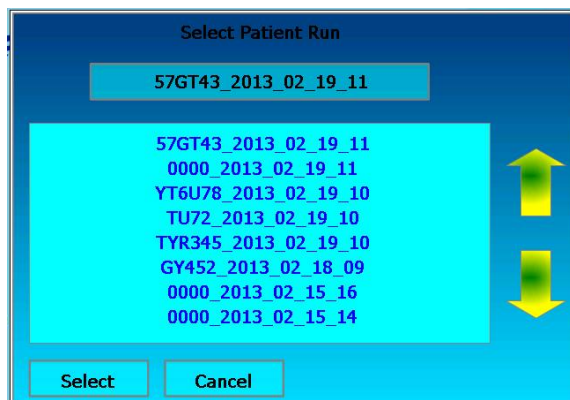 Select Patient Run
57GT43_2013_02_19_11
57GT43_2013_02_19_11
0000_2013_02_19_11
YT6U78_2013_02_19_10
TU72_2013_02_19_10
TYR345_2013_02_19_10
GY452_2013_02_18_09
0000_2013_02_15_16
0000_2013_02_15_14
Select Cancel